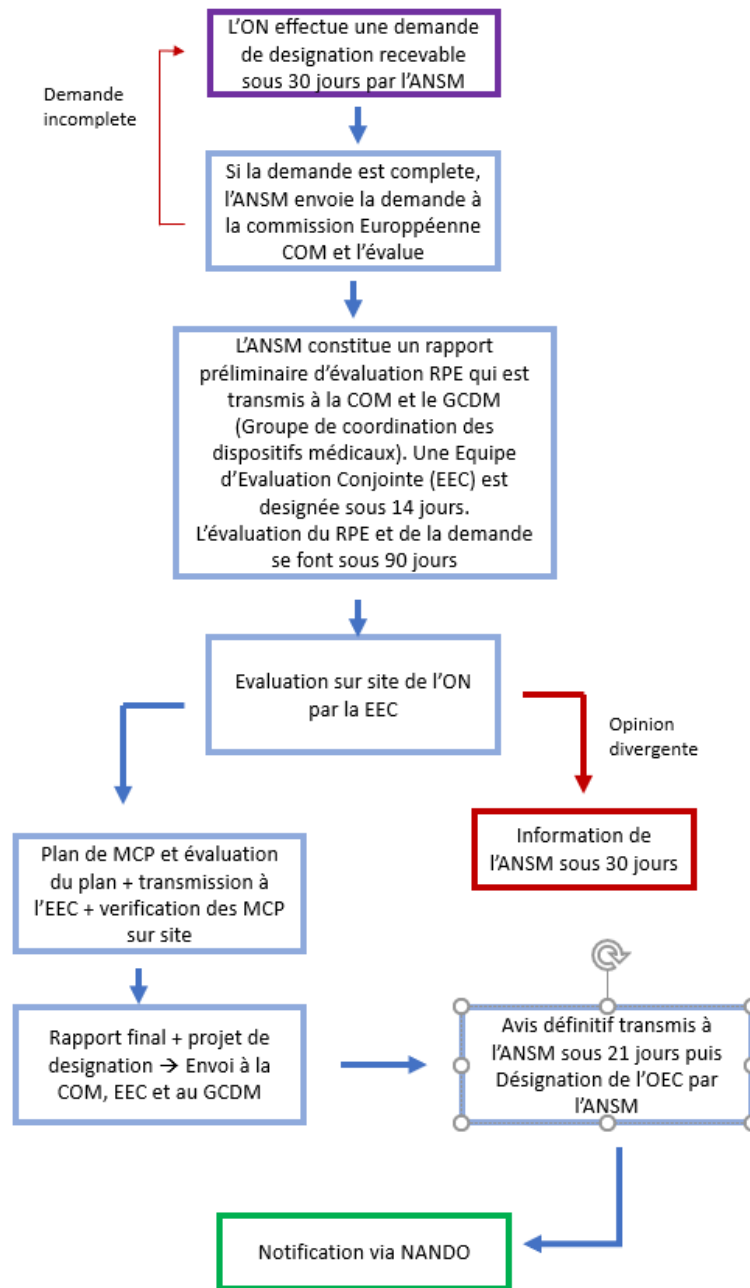 L’ON effectue une demande
de designation recevable
sous 30 jours par l’ANSM
Demande
incomplete
Si la demande est complete,
l’ANSM envoie la demande à
la commission Europpéenne
COM et l’évalue
L’ANSM constitue un rapport
préliminaire d’évaluation RPE qui est
transmis à la COM et le GCDM
(Groupe de coordination des
dispositifs médicaux). Une Equipe
d’Evaluation Conjointe (EEC) est
designée sous 14 jours.
L’évaluation du RPE et de la demande
se font sous 90 jours
Evaluation sur site de l’ON
par la EEC
Opinion
divergente
Information de
l’ANSM sous 30 jours
Plan de MCP et évaluation
du plan + transmission à
l’EEC + verification des MCP
sur site
Rapport final + projet de
designation → Envoi à la
COM, EEC et au GCDM
Avis définitif transmis à
l’ANSM sous 21 jours puis
Désignation de l’OEC par
l’ANSM
Notification via NANDO